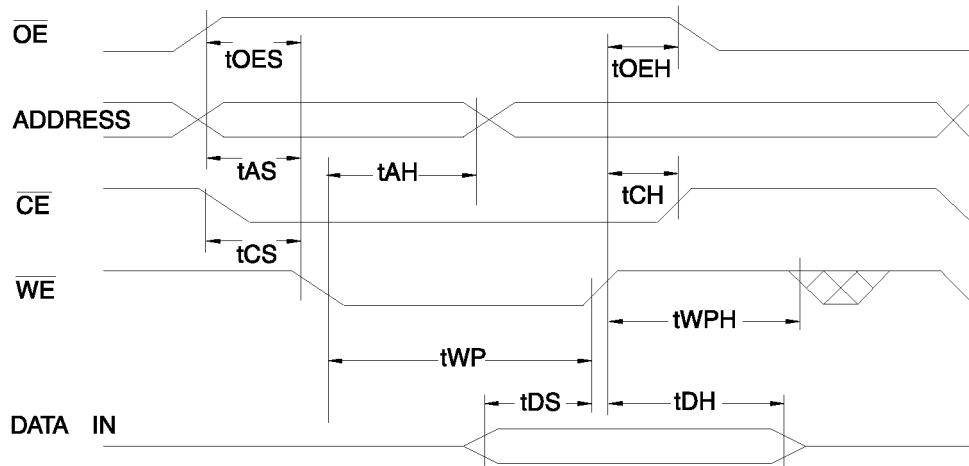 OE
tOES
tOEH
ADDRESS
tAS
tAH
tCH
CE
tCS
WE
tWPH
tWP
tDS
tDH
DATA IN